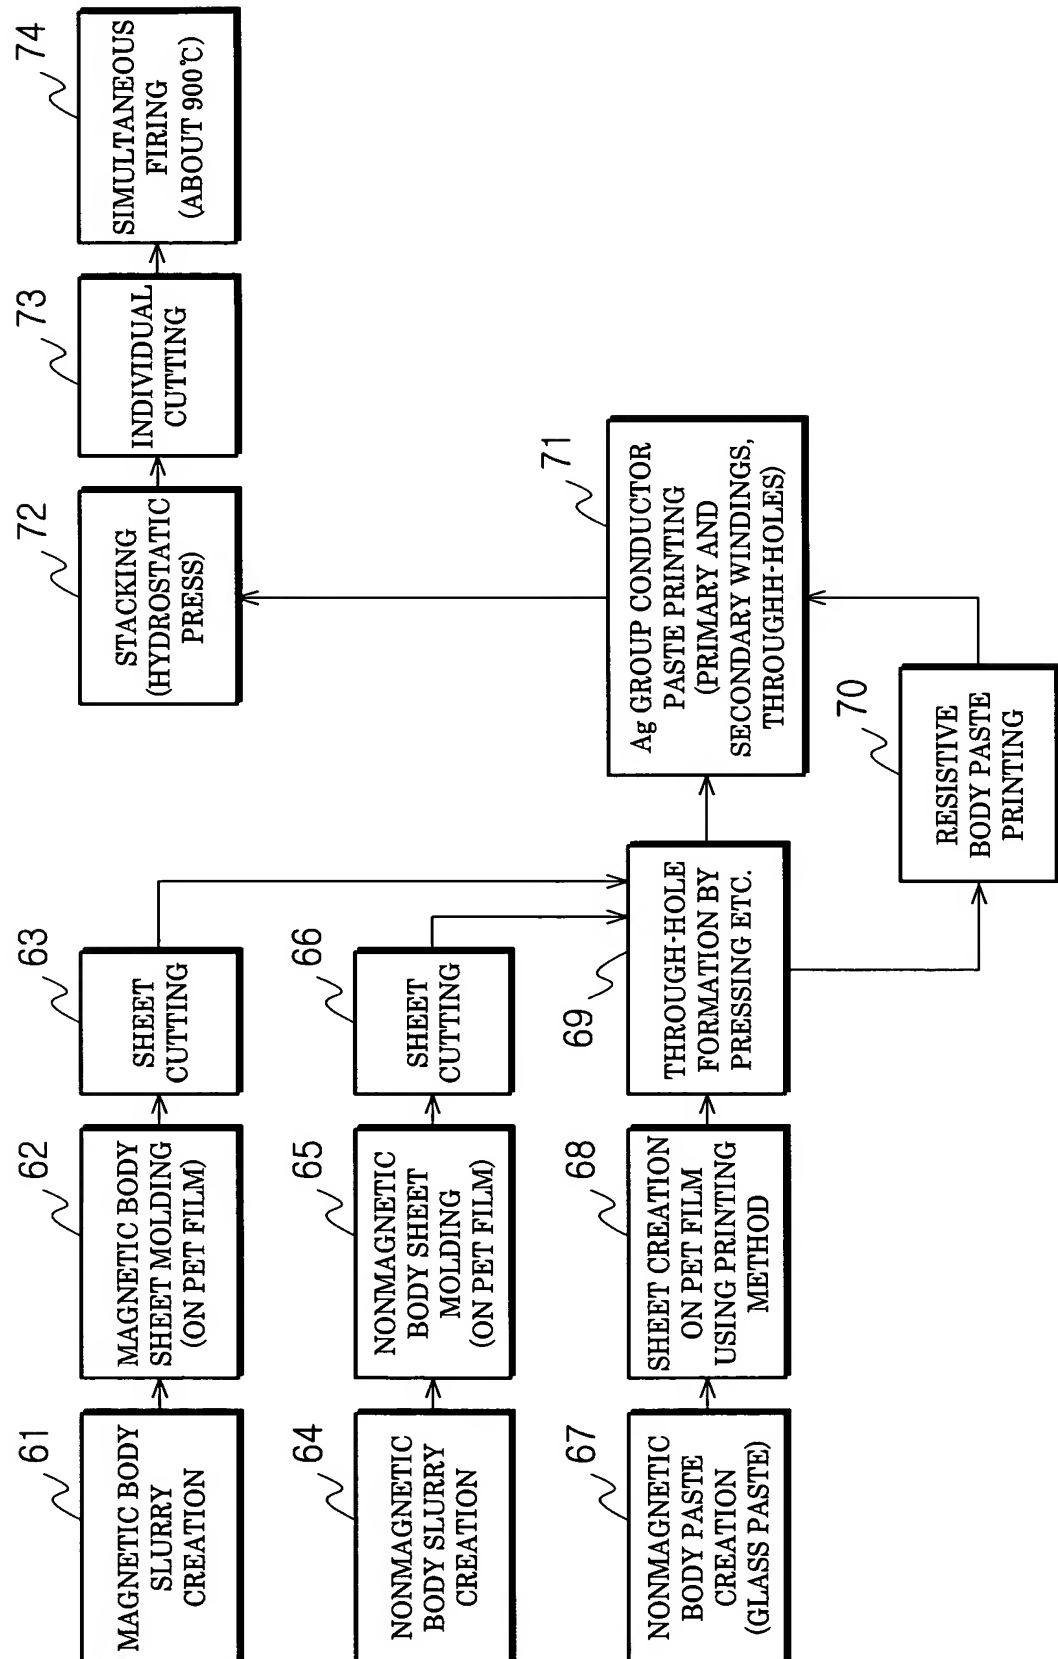 61
MAGNETIC BODY
SLURRY
CREATION
62
MAGNETIC BODY
SHEET MOLDING
(ON PET FILM)
63
SHEET
CUTTING
64
NONMAGNETIC
BODY SLURRY
CREATION
65
NONMAGNETIC
BODY SHEET
MOLDING
(ON PET FILM)
66
SHEET
CUTTING
67
NONMAGNETIC
BODY PASTE
CREATION
(GLASS PASTE)
68
SHEET CREATION
ON PET FILM
USING PRINTING
METHOD
69
THROUGH-HOLE
FORMATION BY
PRESSING ETC.
70
RESISTIVE
BODY PASTE
PRINTING
71
Ag GROUP CONDUCTOR
PASTE PRINTING
(PRIMARY AND
SECONDARY WINDINGS,
THROUGHH-HOLES)
72
STACKING
(HYDROSTATIC
PRESS)
73
INDIVIDUAL
CUTTING
74
SIMULTANEOUS
FIRING
(ABOUT 900℃)